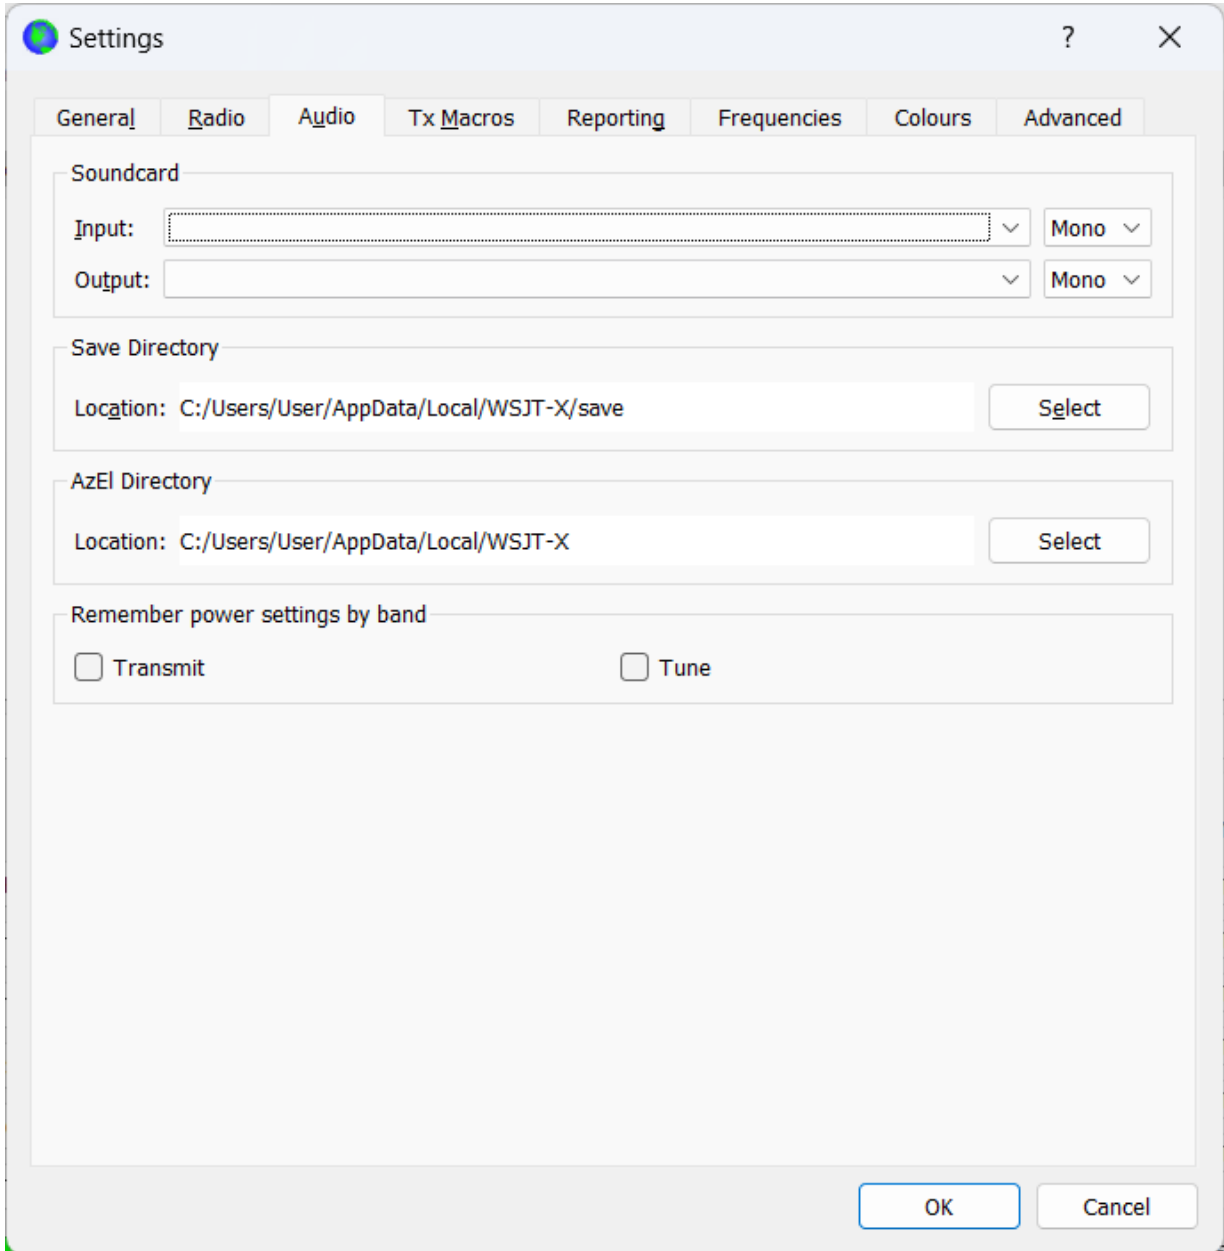 Settings ?
General Radio Audio Tx Macros Reporting Frequencies Colours Advanced
Soundcard
Input: Mono
Output: Mono
Save Directory
Location: C:/Users/User/AppData/Local/WSJT-X/save Select
AzEl Directory
Location: C:/Users/User/AppData/Local/WSJT-X Select
Remember power settings by band
Transmit Tune
OK Cancel